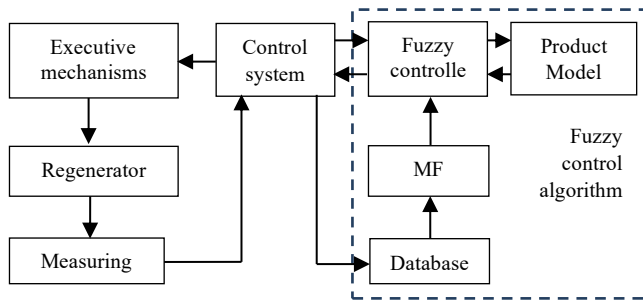 Executive
mechanisms
Control
system
Fuzzy
controlle
Product
Model
Fuzzy
control
algorithm
Regenerator
MF
Measuring
Database